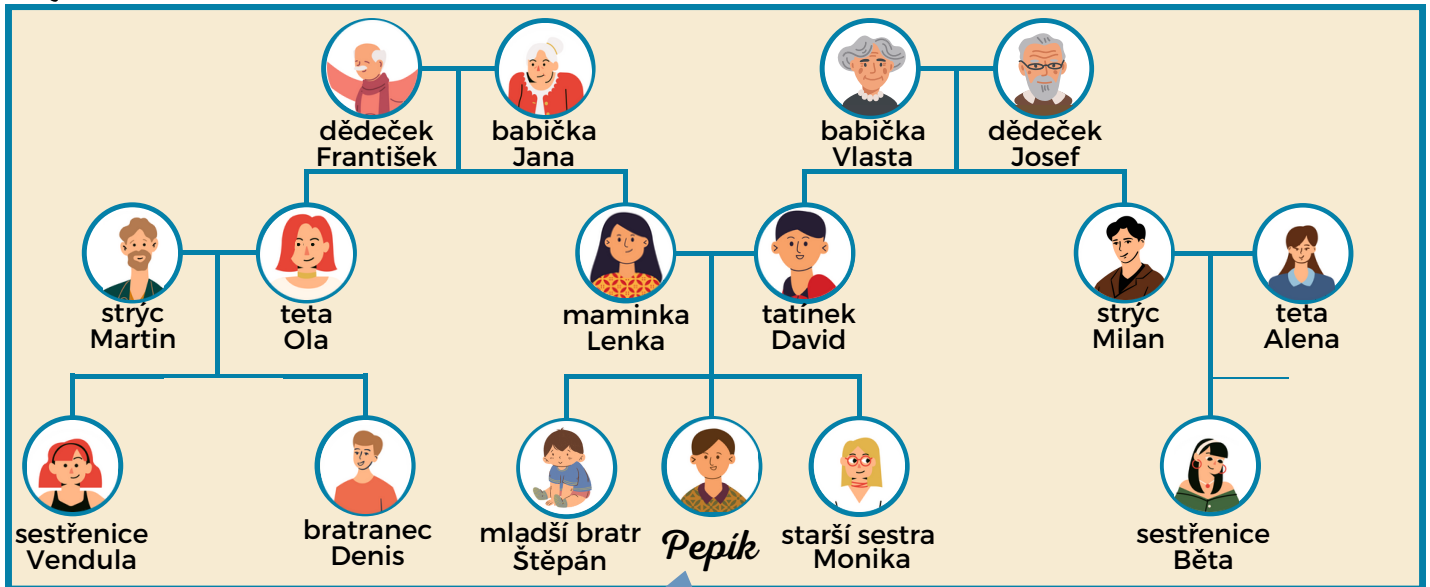 dědeček
František
babička
Jana
babička
Vlasta
dědeček
Josef
strýc
Martin
teta
Ola
maminka
Lenka
tatínek
David
strýc
Milan
teta
Alena
sestřenice
Vendula
bratranec
Denis
mladší bratr
Štěpán
Pepík
starší sestra
Monika
sestřenice
Běta